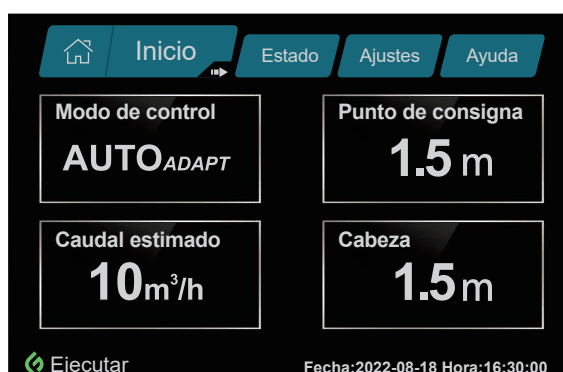 Inicio Estado Ajustes Ayuda
Modo de control
AUTOADAPT
Punto de consigna
1.5 m
Caudal estimado
10m³/h
Cabeza
1.5 m
Ejecutar
Fecha:2022-08-18 Hora:16:30:00